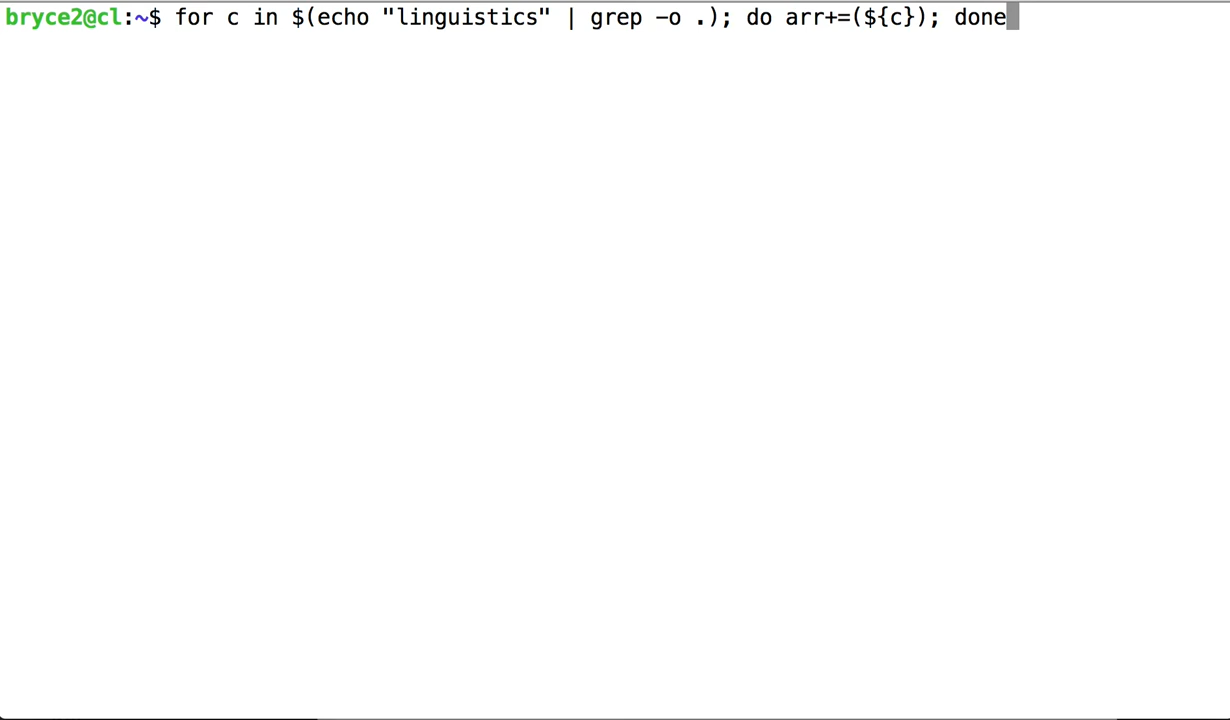 bryce2@cl:~$ for c in $(echo "linguistics" | grep -o .); do arr+=(${c}); done